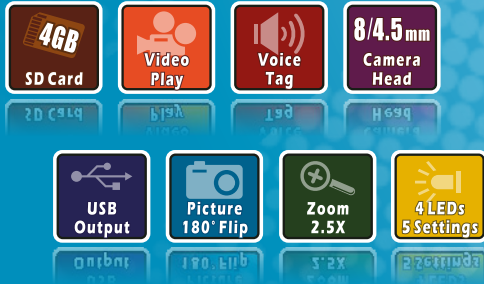 4GB
SD Card
Video
Play
Voice
Tag
8/4.5mm
Camera
Head
USB
Output
Picture
180° Flip
Zoom
2.5X
4 LEDs
5 Settings